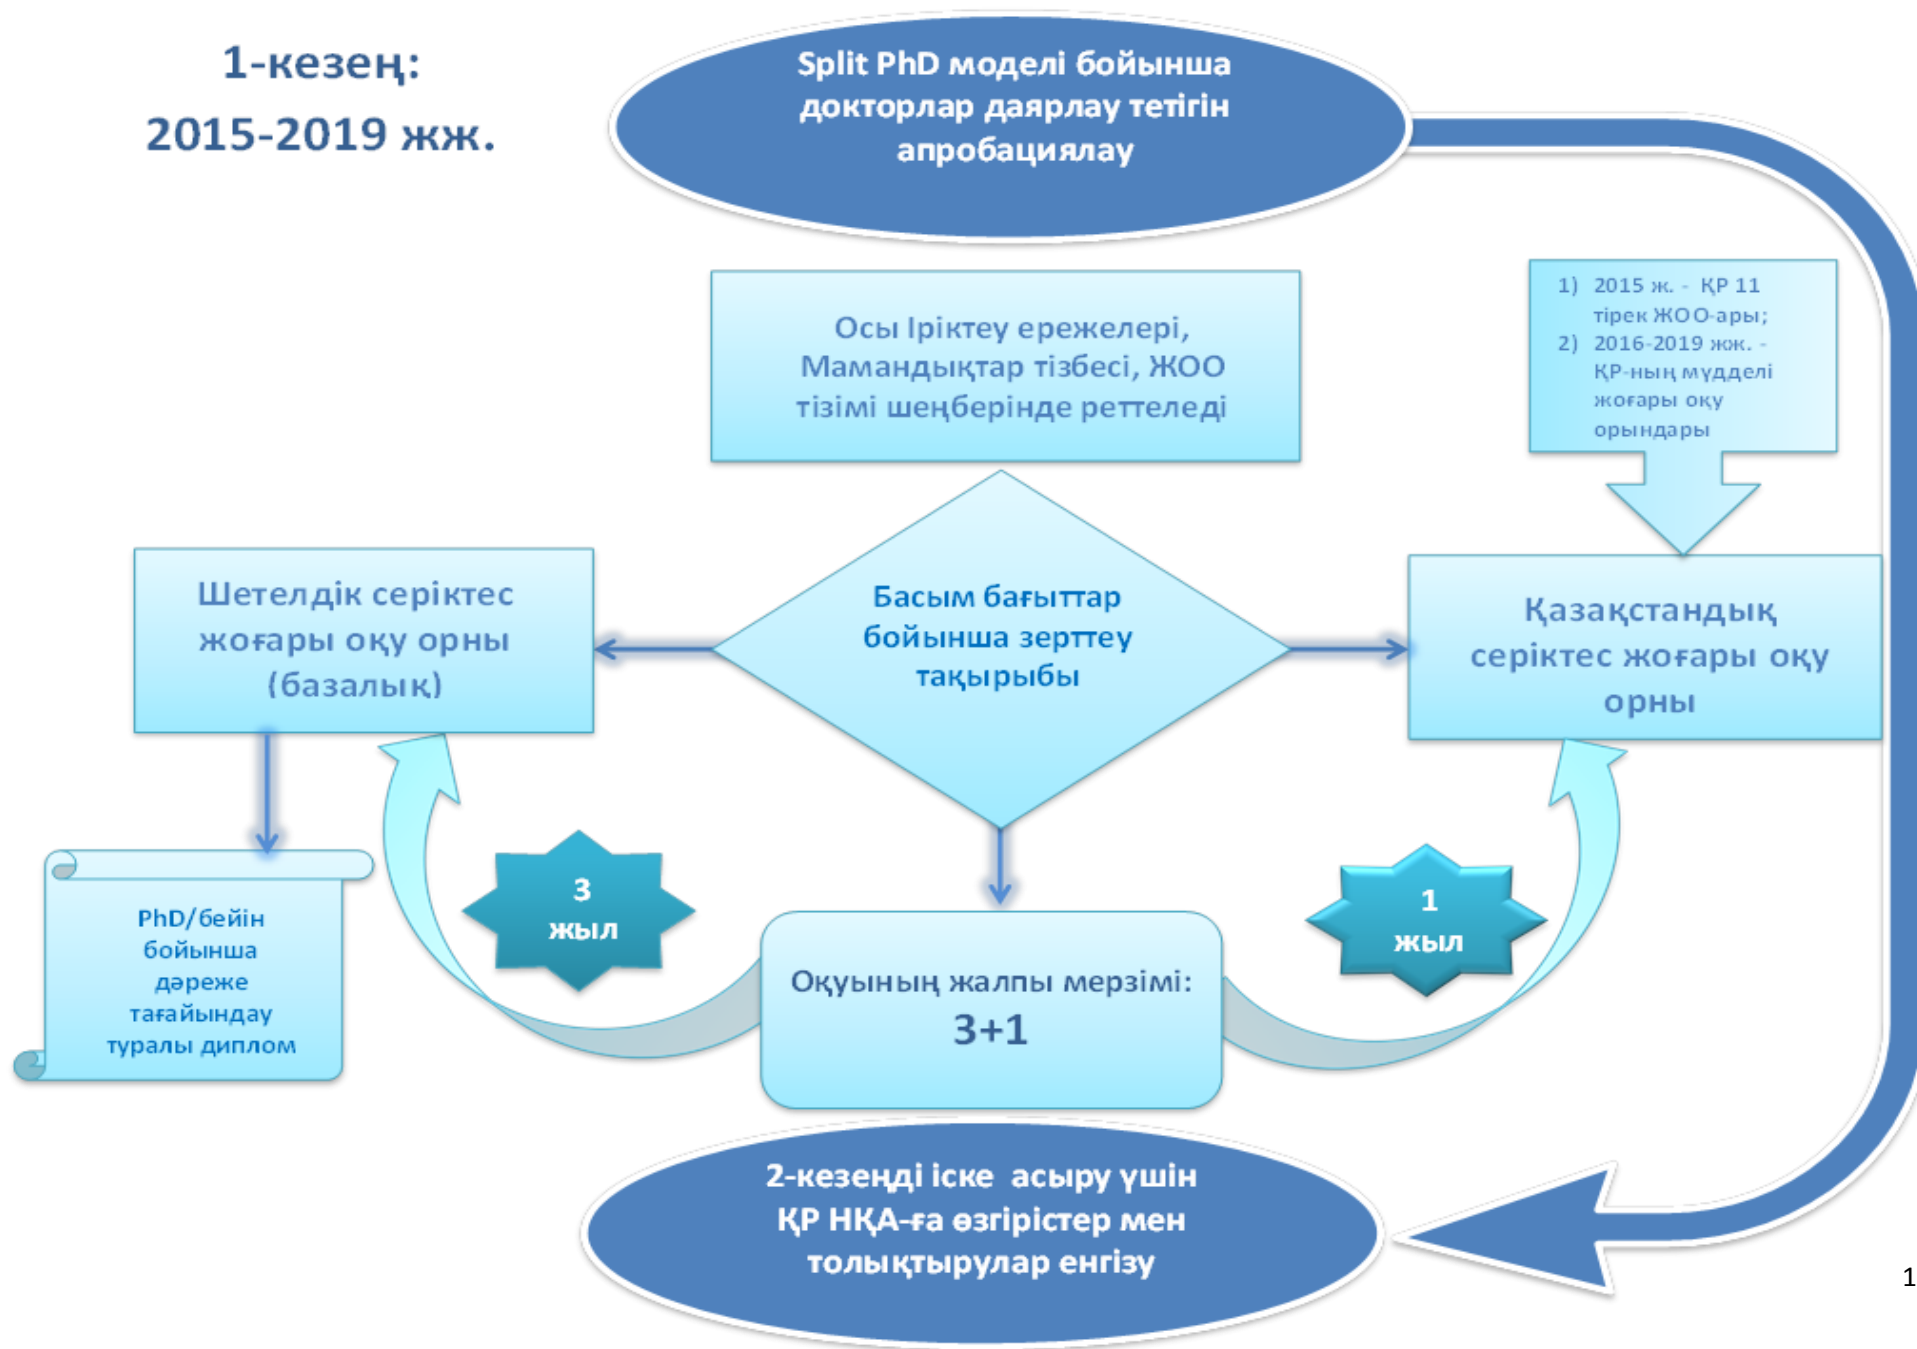 1-кезең:
2015-2019 жж.
Split PhD моделі бойынша
докторлар даярлау тетігін
апробациялау
Осы Іріктеу ережелері,
Мамандықтар тізбесі, ЖОО
тізімі шеңберінде реттеледі
1) 2015 ж. - ҚР 11
тірек ЖОО-ары;
2) 2016-2019 жж. -
ҚР-ның мүдделі
жоғары оқу
орындары
Шетелдік серіктес
жоғары оқу орны
(базалық)
Басым бағыттар
бойынша зерттеу
тақырыбы
Қазақстандық
серіктес жоғары оқу
орны
PhD/бейін
бойынша
дәреже
тағайындау
туралы диплом
3
жыл
1
жыл
Оқуының жалпы мерзімі:
3+1
2-кезеңді іске асыру үшін
ҚР НҚА-ға өзгірістер мен
толықтырулар енгізу
1